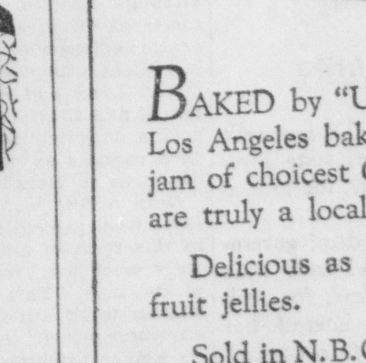 BAKED by "U
Los Angeles bak
jam of choicest
are truly a local
Delicious as
fruit jellies.
Sold in N.B.